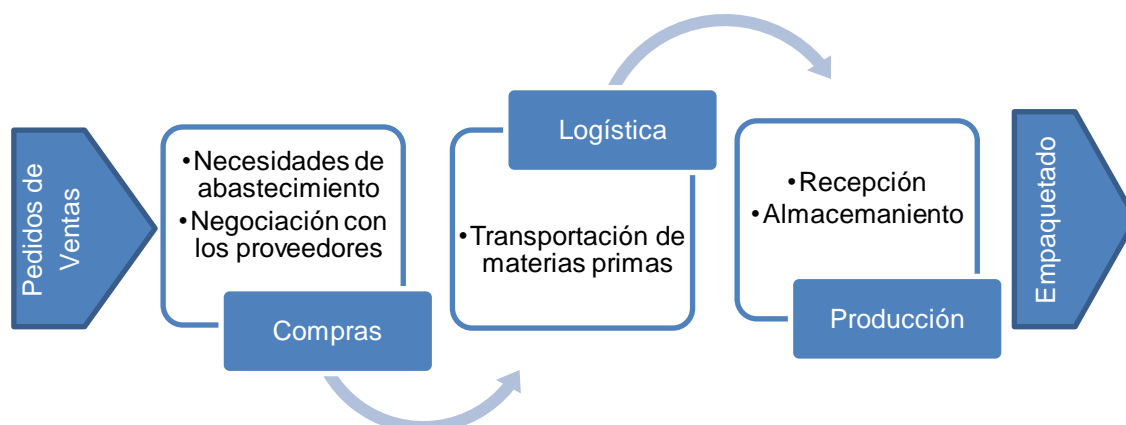 Pedidos de
Ventas
•Necesidades de
abastecimiento
•Negociación con
los proveedores
Compras
Logística
•Transportación de
materias primas
•Recepción
•Almacemaniento
Producción
Empaquetado